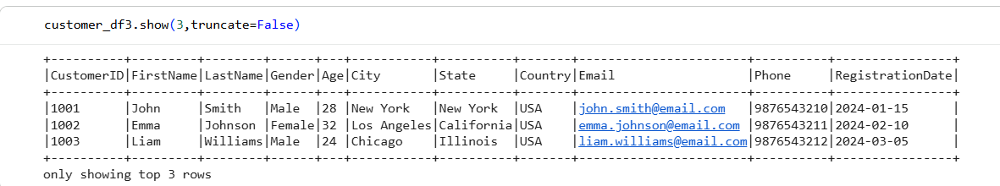 customer_df3.show(3,truncate=False)
+----------+---------+--------+------+---+-----------+----------+-------+-----------------------+----------+----------------+
|CustomerID|FirstName|LastName|Gender|Age|City       |State     |Country|Email                  |Phone     |RegistrationDate|
+----------+---------+--------+------+---+-----------+----------+-------+-----------------------+----------+----------------+
|1001      |John     |Smith   |Male  |28 |New York   |New York  |USA    |john.smith@email.com   |9876543210|2024-01-15      |
|1002      |Emma     |Johnson |Female|32 |Los Angeles|California|USA    |emma.johnson@email.com |9876543211|2024-02-10      |
|1003      |Liam     |Williams|Male  |24 |Chicago    |Illinois  |USA    |liam.williams@email.com|9876543212|2024-03-05      |
+----------+---------+--------+------+---+-----------+----------+-------+-----------------------+----------+----------------+
only showing top 3 rows